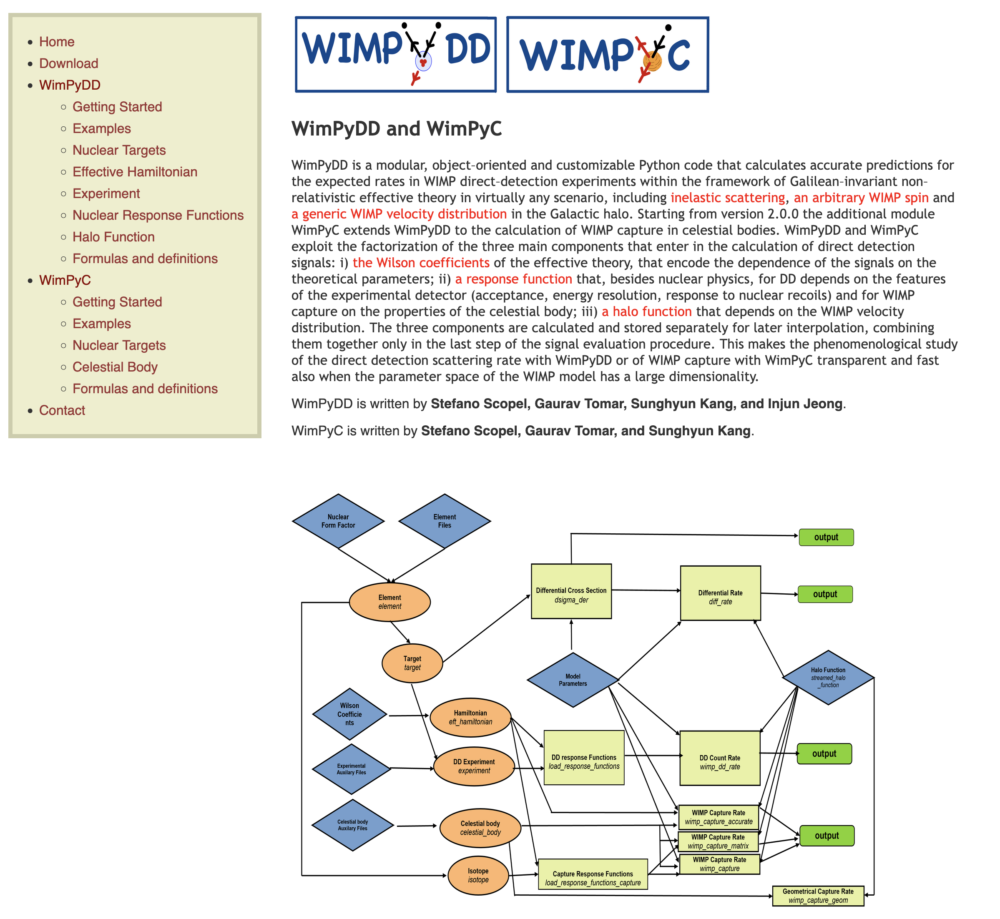 Home
Download
WimPyDD
Getting Started
Examples
Nuclear Targets
Effective Hamiltonian
Experiment
Nuclear Response Functions
Halo Function
Formulas and definitions
WimPyC
Getting Started
Examples
Nuclear Targets
Celestial Body
Formulas and definitions
Contact
WIMPY DD
WIMPY C
WimPyDD and WimPyC
WimPyDD is a modular, object-oriented and customizable Python code that calculates accurate predictions for
the expected rates in WIMP direct-detection experiments within the framework of Galilean-invariant non-
relativistic effective theory in virtually any scenario, including inelastic scattering, an arbitrary WIMP spin and
a generic WIMP velocity distribution in the Galactic halo. Starting from version 2.0.0 the additional module
WimPyC extends WimPyDD to the calculation of WIMP capture in celestial bodies. WimPyDD and WimPyC
exploit the factorization of the three main components that enter in the calculation of direct detection
signals: i) the Wilson coefficients of the effective theory, that encode the dependence of the signals on the
theoretical parameters; ii) a response function that, besides nuclear physics, for DD depends on the features
of the experimental detector (acceptance, energy resolution, response to nuclear recoils) and for WIMP
capture on the properties of the celestial body; iii) a halo function that depends on the WIMP velocity
distribution. The three components are calculated and stored separately for later interpolation, combining
them together only in the last step of the signal evaluation procedure. This makes the phenomenological study
of the direct detection scattering rate with WimPyDD or of WIMP capture with WimPyC transparent and fast
also when the parameter space of the WIMP model has a large dimensionality.
WimPyDD is written by Stefano Scopel, Gaurav Tomar, Sunghyun Kang, and Injun Jeong.
WimPyC is written by Stefano Scopel, Gaurav Tomar, and Sunghyun Kang.
Nuclear
Form Factor
Element
Files
output
Element
element
Differential Cross Section
dsigma_der
Differential Rate
diff_rate
output
Target
target
Model
Parameters
Halo Function
streamed_halo
_function
Wilson
Coefficie
nts
Hamiltonian
eft_hamiltonian
Experimental
Auxilary Files
DD Experiment
experiment
DD response Functions
load_response_functions
DD Count Rate
wimp_dd_rate
output
Celestial body
Auxilary Files
Celestial body
celestial_body
WIMP Capture Rate
wimp_capture_accurate
WIMP Capture Rate
wimp_capture_matrix
WIMP Capture Rate
wimp_capture
output
Isotope
isotope
Capture Response Functions
load_response_functions_capture
Geometrical Capture Rate
wimp_capture_geom